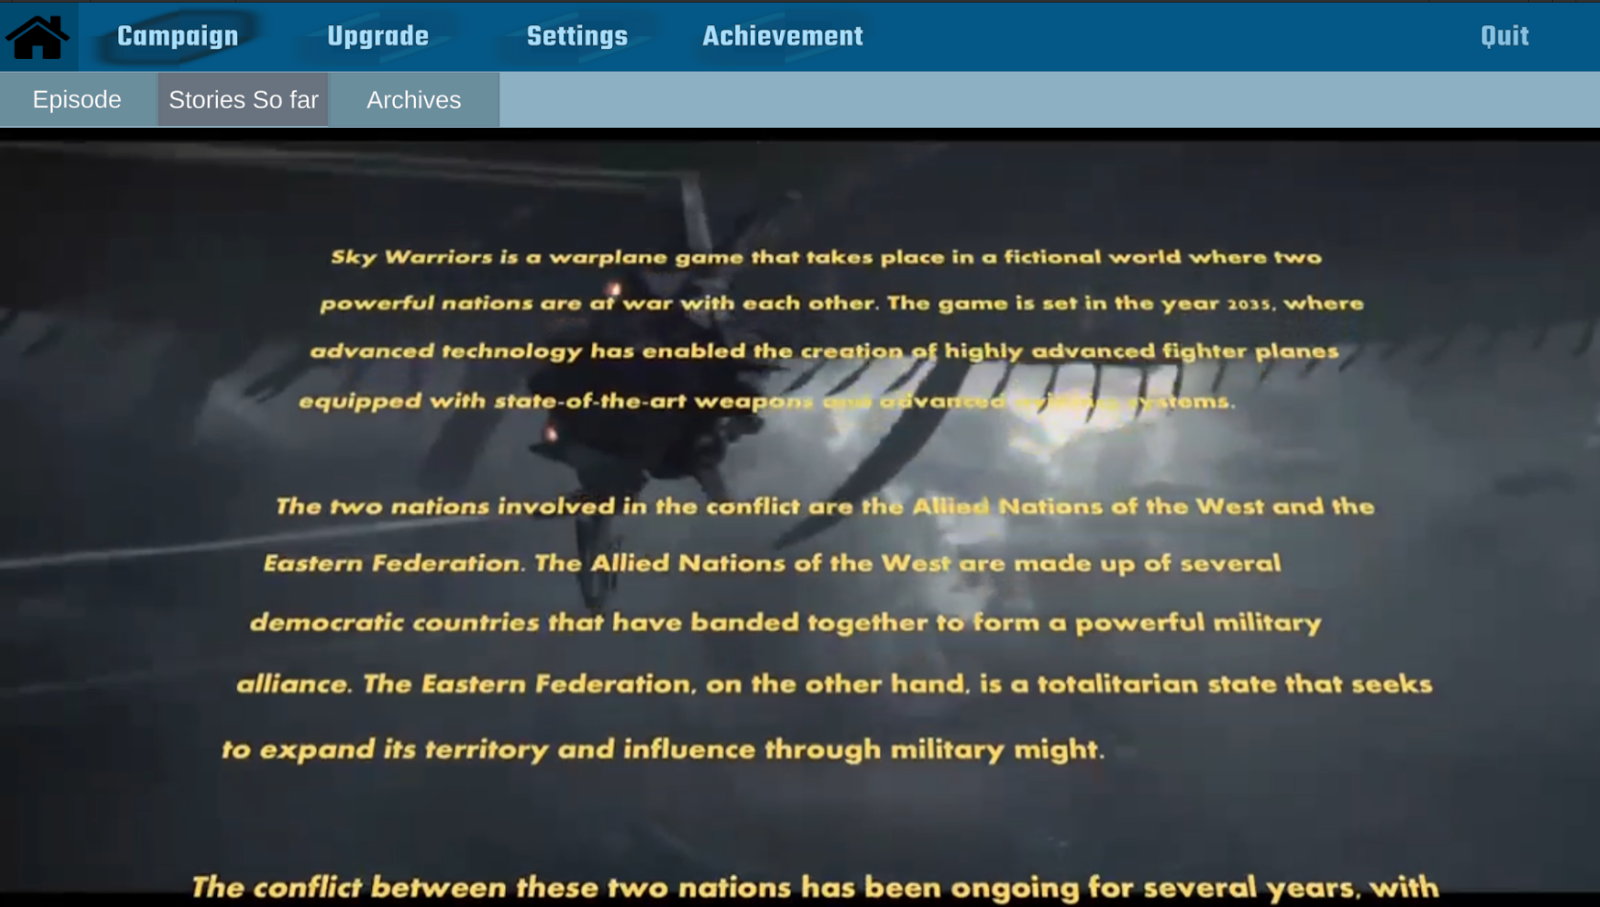 Campaign Upgrade Settings Achievement Quit
Episode Stories So far Archives
Sky Warriors is a warplane game that takes place in a fictional world where two
powerful nations are at war with each other. The game is set in the year 2035, where
advanced technology has enabled the creation of highly advanced fighter planes
equipped with state-of-the-art weapons and advanced systems.
The two nations involved in the conflict are the Allied Nations of the West and the
Eastern Federation. The Allied Nations of the West are made up of several
democratic countries that have banded together to form a powerful military
alliance. The Eastern Federation, on the other hand, is a totalitarian state that seeks
to expand its territory and influence through military might.
The conflict between these two nations has been ongoing for several years, with